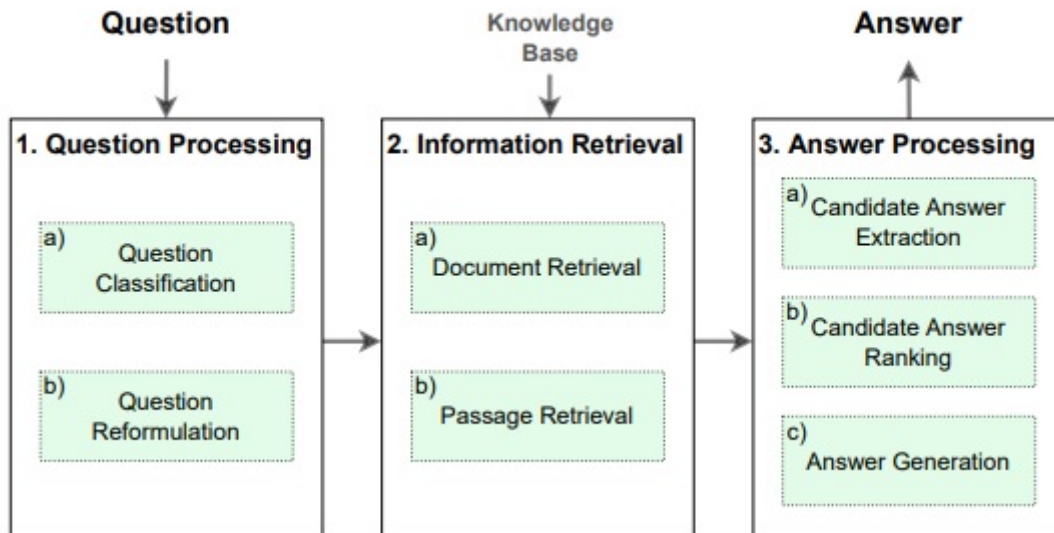 Question
Knowledge
Base
Answer
1. Question Processing
a)
Question
Classification
b)
Question
Reformulation
2. Information Retrieval
a)
Document Retrieval
b)
Passage Retrieval
3. Answer Processing
a)
Candidate Answer
Extraction
b)
Candidate Answer
Ranking
c)
Answer Generation